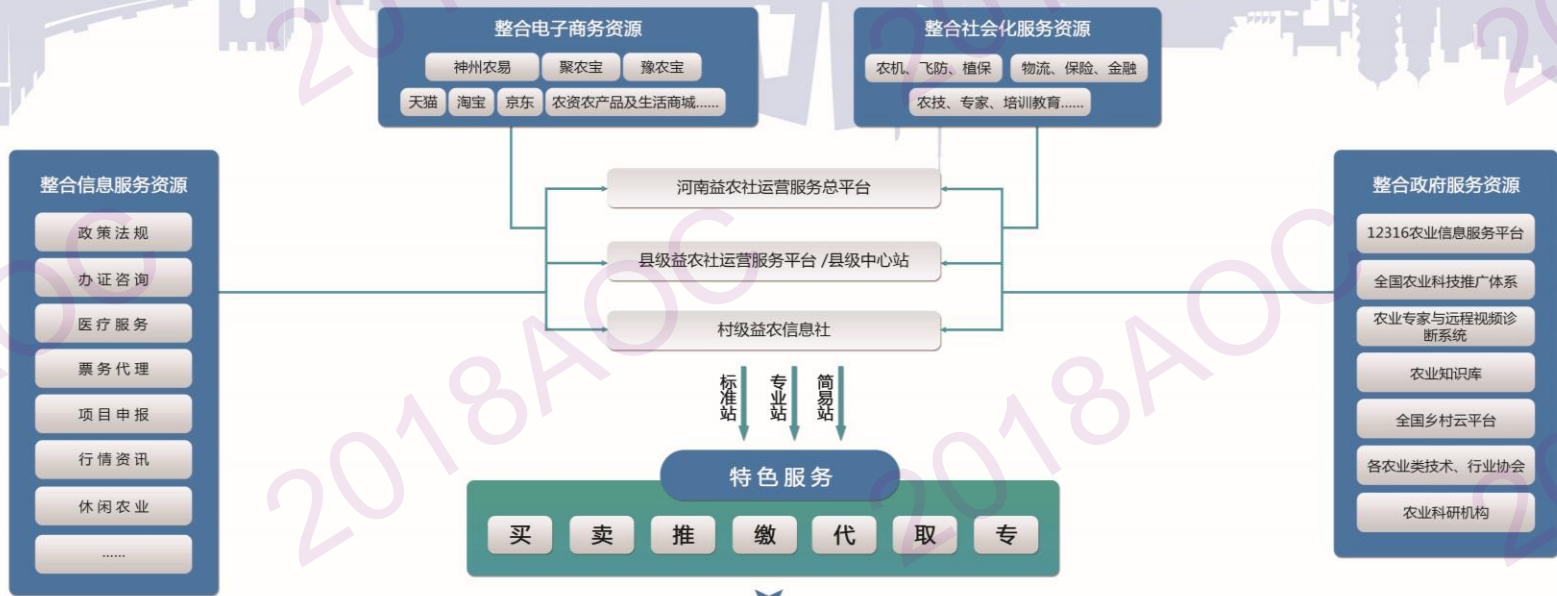 整合电子商务资源
神州农易 聚农宝 豫农宝
天猫 淘宝 京东 农资农产品及生活商城......
整合社会化服务资源
农机、飞防、植保 物流、保险、金融
农技、专家、培训教育......
整合信息服务资源
政策法规
办证咨询
医疗服务
票务代理
项目申报
行情资讯
休闲农业
......
河南益农社运营服务总平台
县级益农社运营服务平台 /县级中心站
村级益农信息社
标准站
专业站
简易站
特色服务
买 卖 推 缴 代 取 专
整合政府服务资源
12316农业信息服务平台
全国农业科技推广体系
农业专家与远程视频诊
断系统
农业知识库
全国乡村云平台
各农业类技术、行业协会
农业科研机构
2018AOC
2018AOC